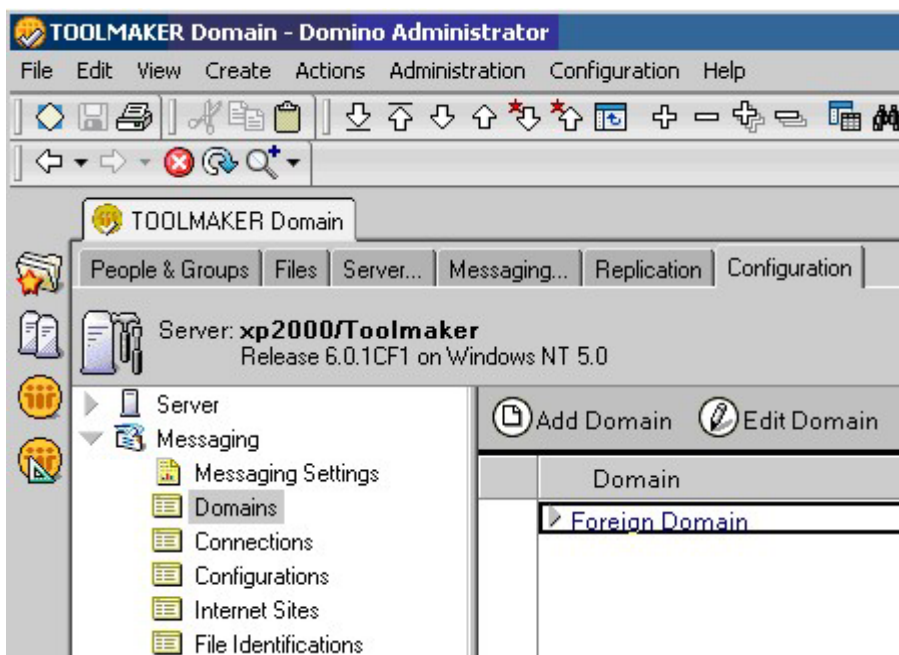 TOOLMAKER Domain - Domino Administrator
File Edit View Create Actions Administration Configuration Help
TOOLMAKER Domain
People & Groups Files Server... Messaging... Replication Configuration
Server: xp2000/Toolmaker
Release 6.0.1CF1 on Windows NT 5.0
Server
Messaging
Messaging Settings
Domains
Connections
Configurations
Internet Sites
File Identifications
Add Domain Edit Domain
Domain
Foreign Domain